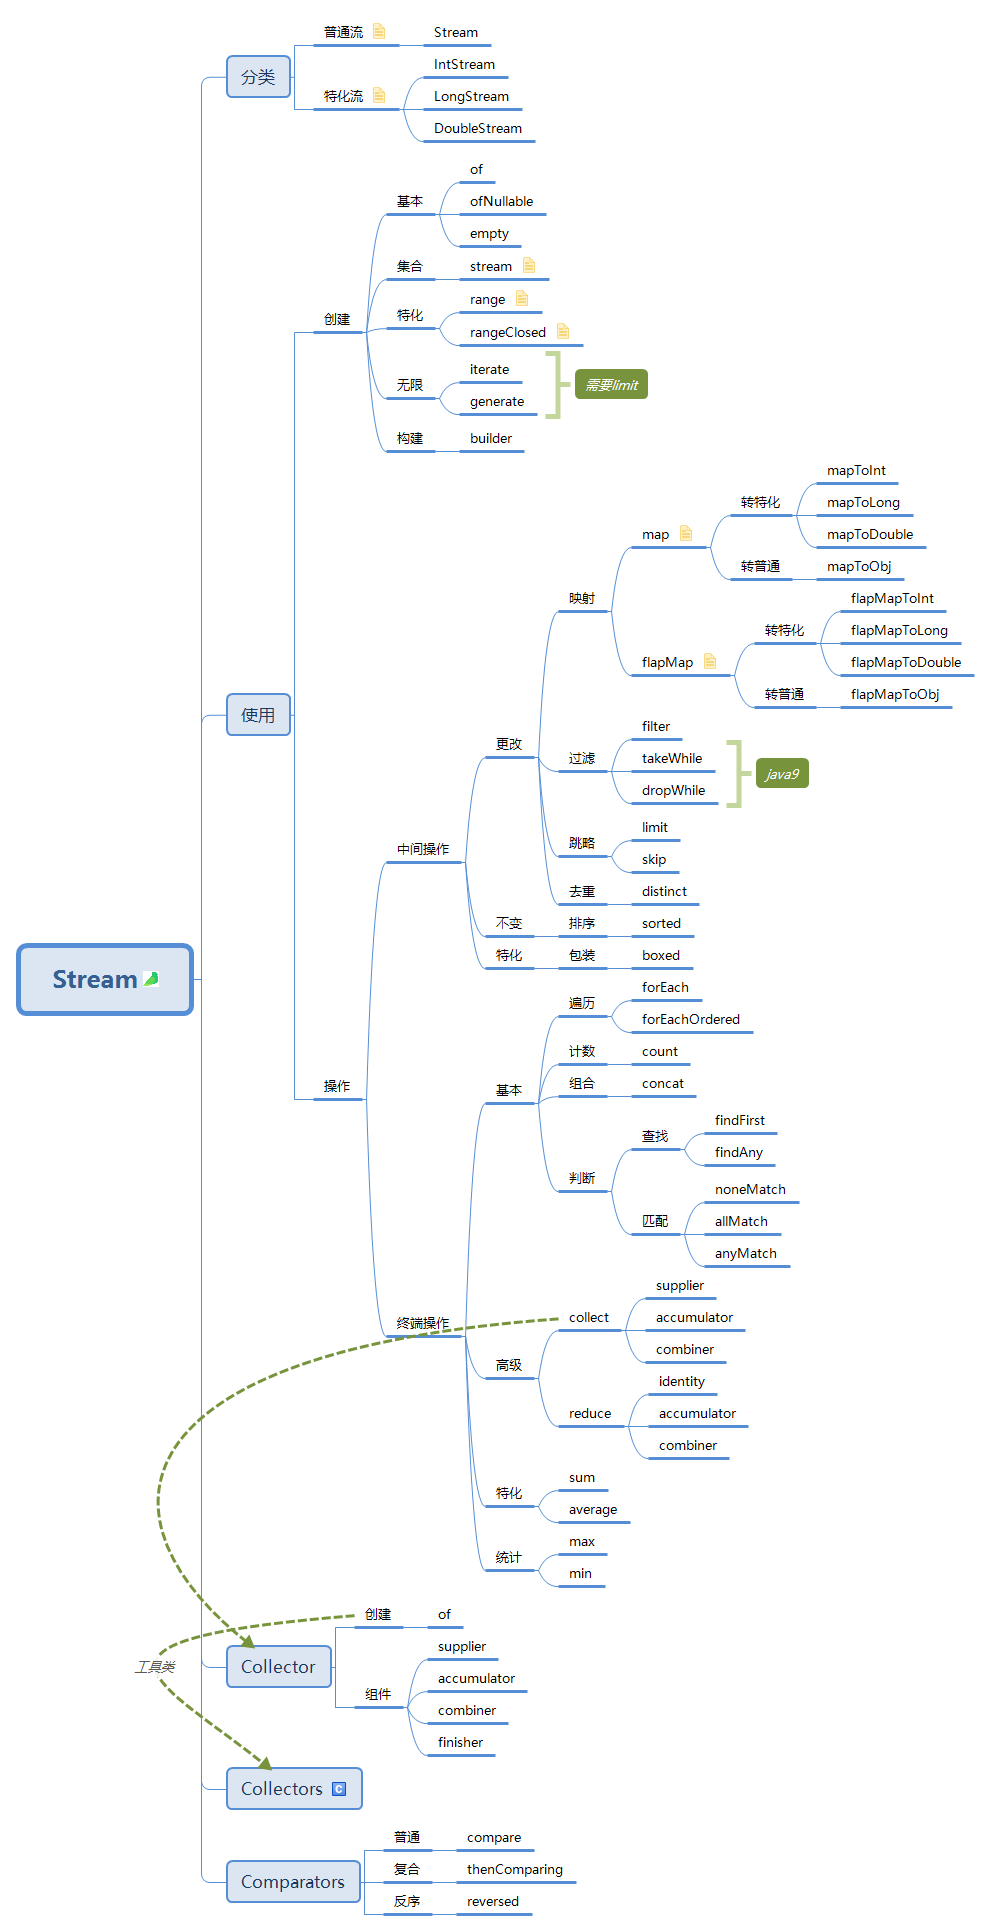 Stream
分类
普通流
Stream
特化流
IntStream
LongStream
DoubleStream
使用
创建
基本
of
ofNullable
empty
集合
stream
特化
range
rangeClosed
无限
iterate
generate
需要limit
构建
builder
操作
中间操作
更改
映射
map
转特化
mapToInt
mapToLong
mapToDouble
转普通
mapToObj
flapMap
转特化
flapMapToInt
flapMapToLong
flapMapToDouble
转普通
flapMapToObj
过滤
filter
takeWhile
dropWhile
java9
跳略
limit
skip
去重
distinct
不变
排序
sorted
特化
包装
boxed
终端操作
基本
遍历
forEach
forEachOrdered
计数
count
组合
concat
判断
查找
findFirst
findAny
匹配
noneMatch
allMatch
anyMatch
高级
collect
supplier
accumulator
combiner
reduce
identity
accumulator
combiner
特化
sum
average
统计
max
min
Collector
创建
of
组件
supplier
accumulator
combiner
finisher
工具类
Collectors
C
Comparators
普通
compare
复合
thenComparing
反序
reversed